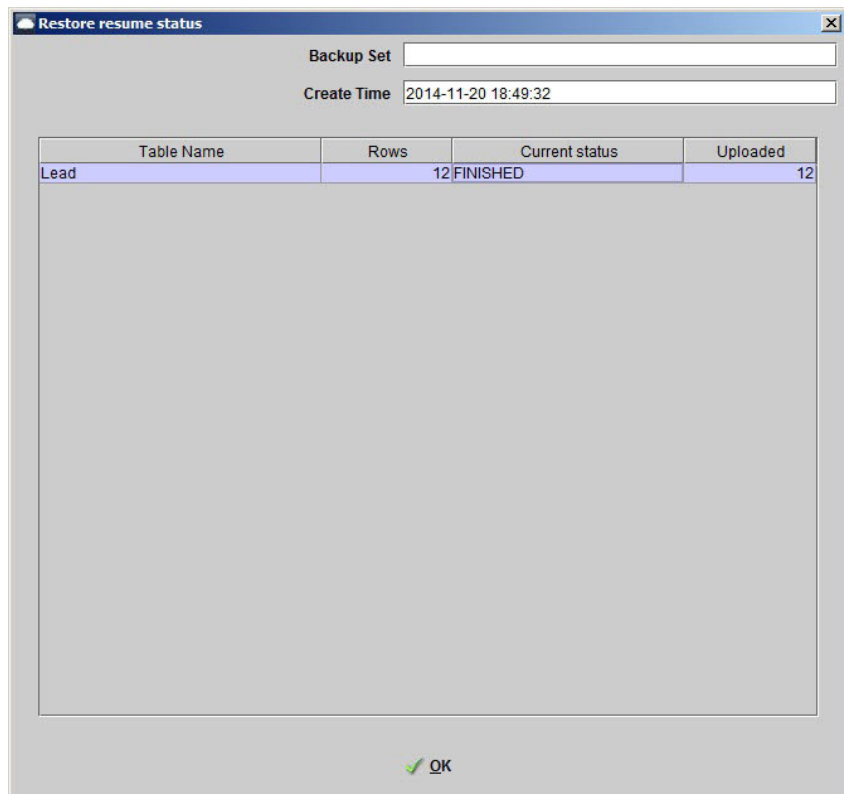 Restore resume status
Backup Set
Create Time 2014-11-20 18:49:32
Table Name Rows Current status Uploaded
Lead 12 FINISHED 12
OK